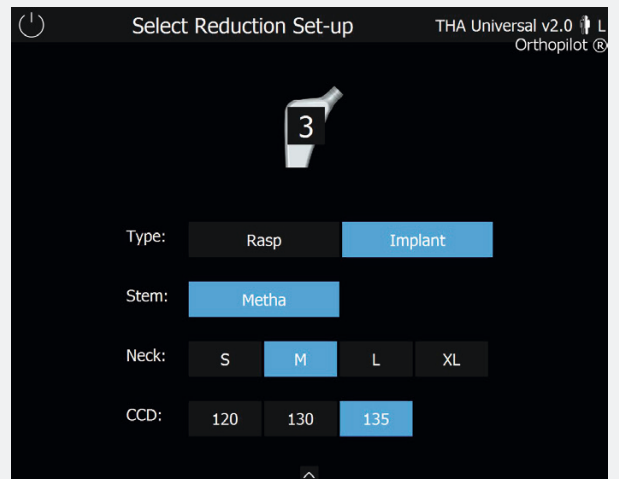 Select Reduction Set-up
THA Universal v2.0 L
Orthopilot ®
3
Type: Rasp Implant
Stem: Metha
Neck: S M L XL
CCD: 120 130 135